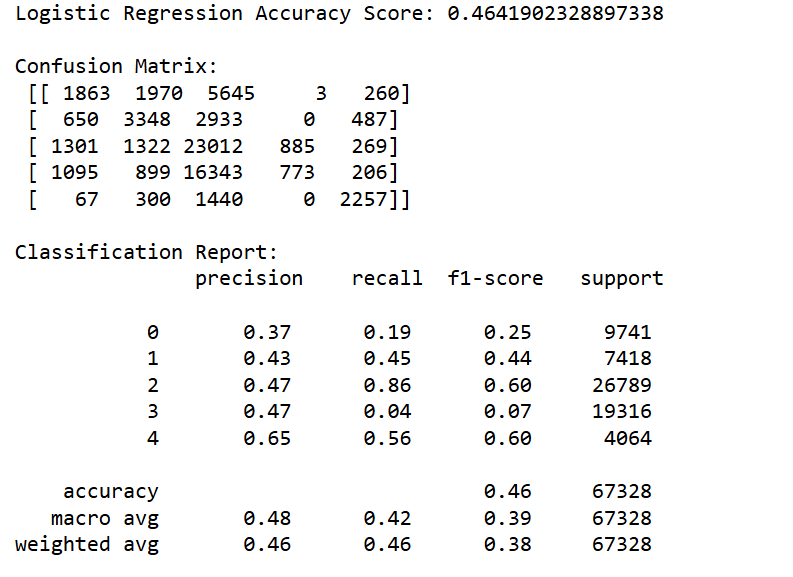 Logistic Regression Accuracy Score: 0.4641902328897338
Confusion Matrix:
[[ 1863 1970 5645 3 260]
[ 650 3348 2933 0 487]
[ 1301 1322 23012 885 269]
[ 1095 899 16343 773 206]
[ 67 300 1440 0 2257]]
Classification Report:
precision recall f1-score support
0 0.37 0.19 0.25 9741
1 0.43 0.45 0.44 7418
2 0.47 0.86 0.60 26789
3 0.47 0.04 0.07 19316
4 0.65 0.56 0.60 4064
accuracy 0.46 67328
macro avg 0.48 0.42 0.39 67328
weighted avg 0.46 0.46 0.38 67328